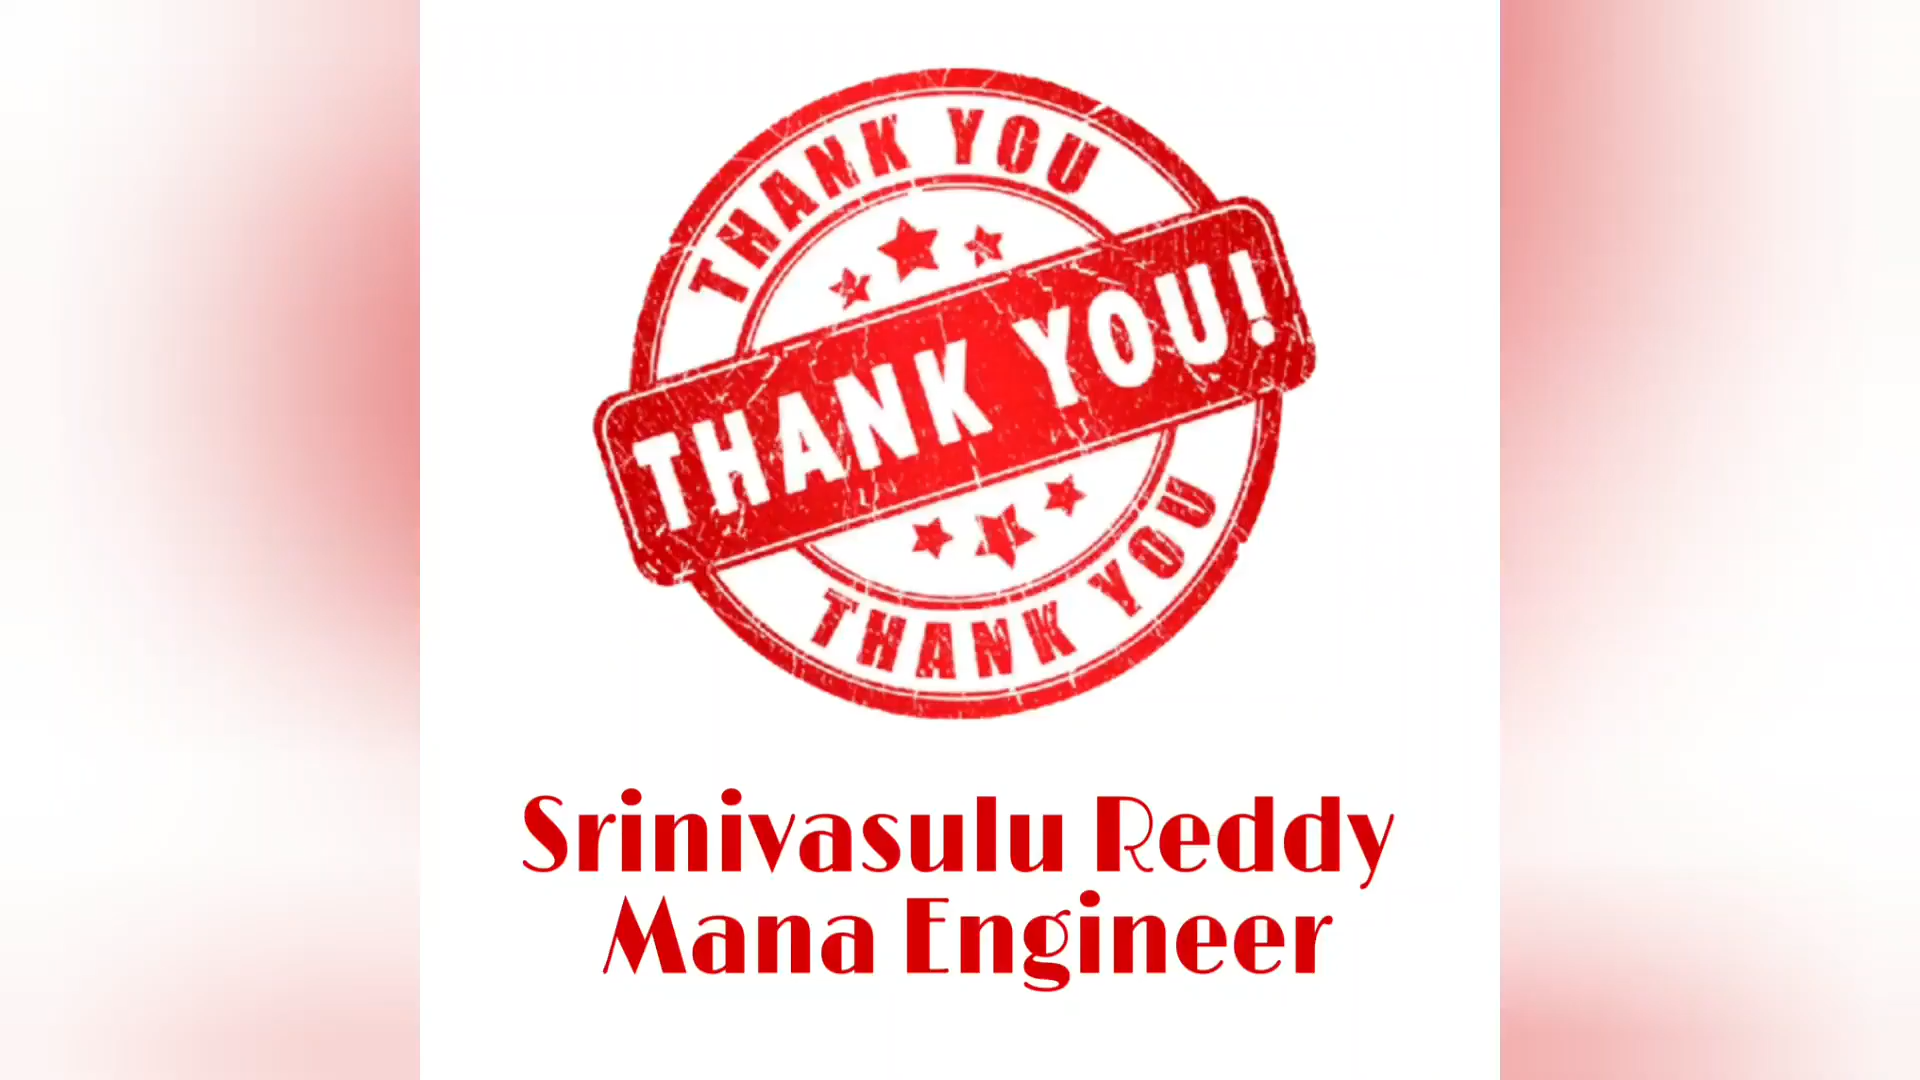 THANK YOU
THANK YOU!
THANK YOU
Srinivasulu Reddy
Mana Engineer